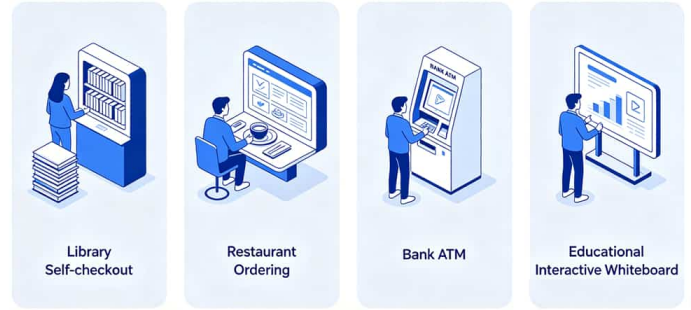 BANK ATM
Library
Self-checkout
Restaurant
Ordering
Bank ATM
Educational
Interactive Whiteboard